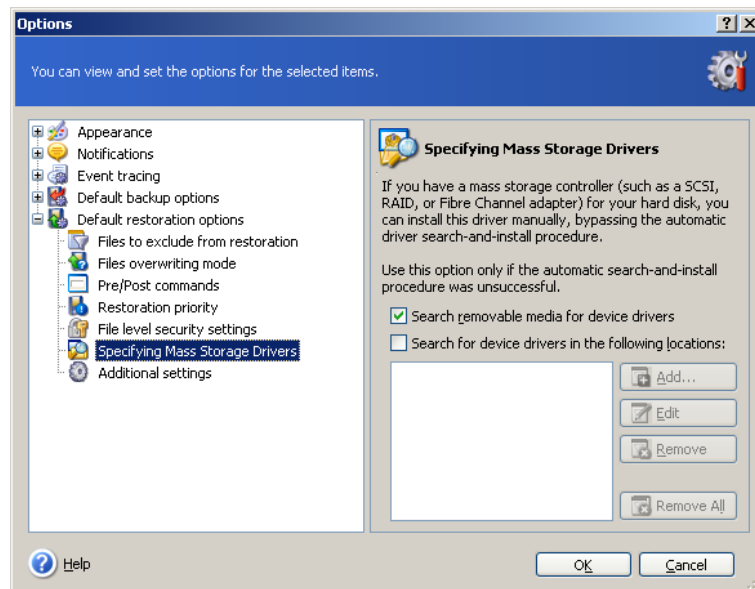 Options
You can view and set the options for the selected items.
Appearance
Notifications
Event tracing
Default backup options
Default restoration options
Files to exclude from restoration
Files overwriting mode
Pre/Post commands
Restoration priority
File level security settings
Specifying Mass Storage Drivers
Additional settings
Specifying Mass Storage Drivers
If you have a mass storage controller (such as a SCSI,
RAID, or Fibre Channel adapter) for your hard disk, you
can install this driver manually, bypassing the automatic
driver search-and-install procedure.
Use this option only if the automatic search-and-install
procedure was unsuccessful.
Search removable media for device drivers
Search for device drivers in the following locations:
Add...
Edit
Remove
Remove All
Help
OK
Cancel